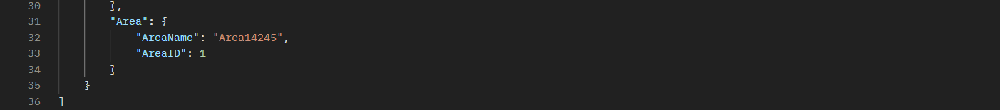 30 },
31 "Area": {
32 "AreaName": "Area14245",
33 "AreaID": 1
34 }
35 }
36 ]